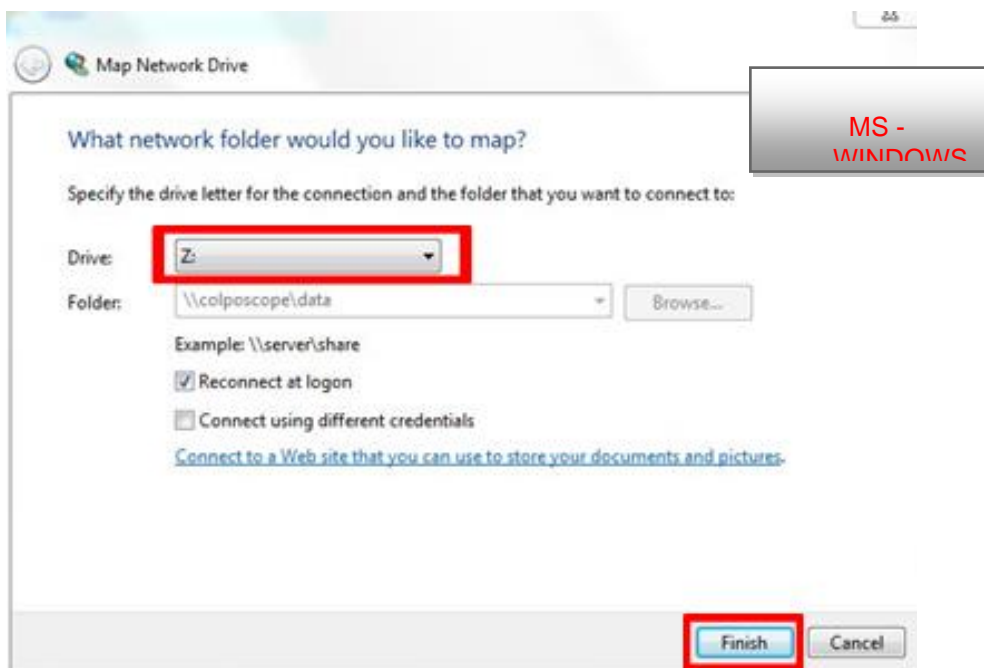 Map Network Drive
MS -
WINDOWS
What network folder would you like to map?
Specify the drive letter for the connection and the folder that you want to connect to:
Drive:
Z:
Folder:
\\colposcope\data
Browse...
Example: \\server\share
Reconnect at logon
Connect using different credentials
Connect to a Web site that you can use to store your documents and pictures.
Finish
Cancel